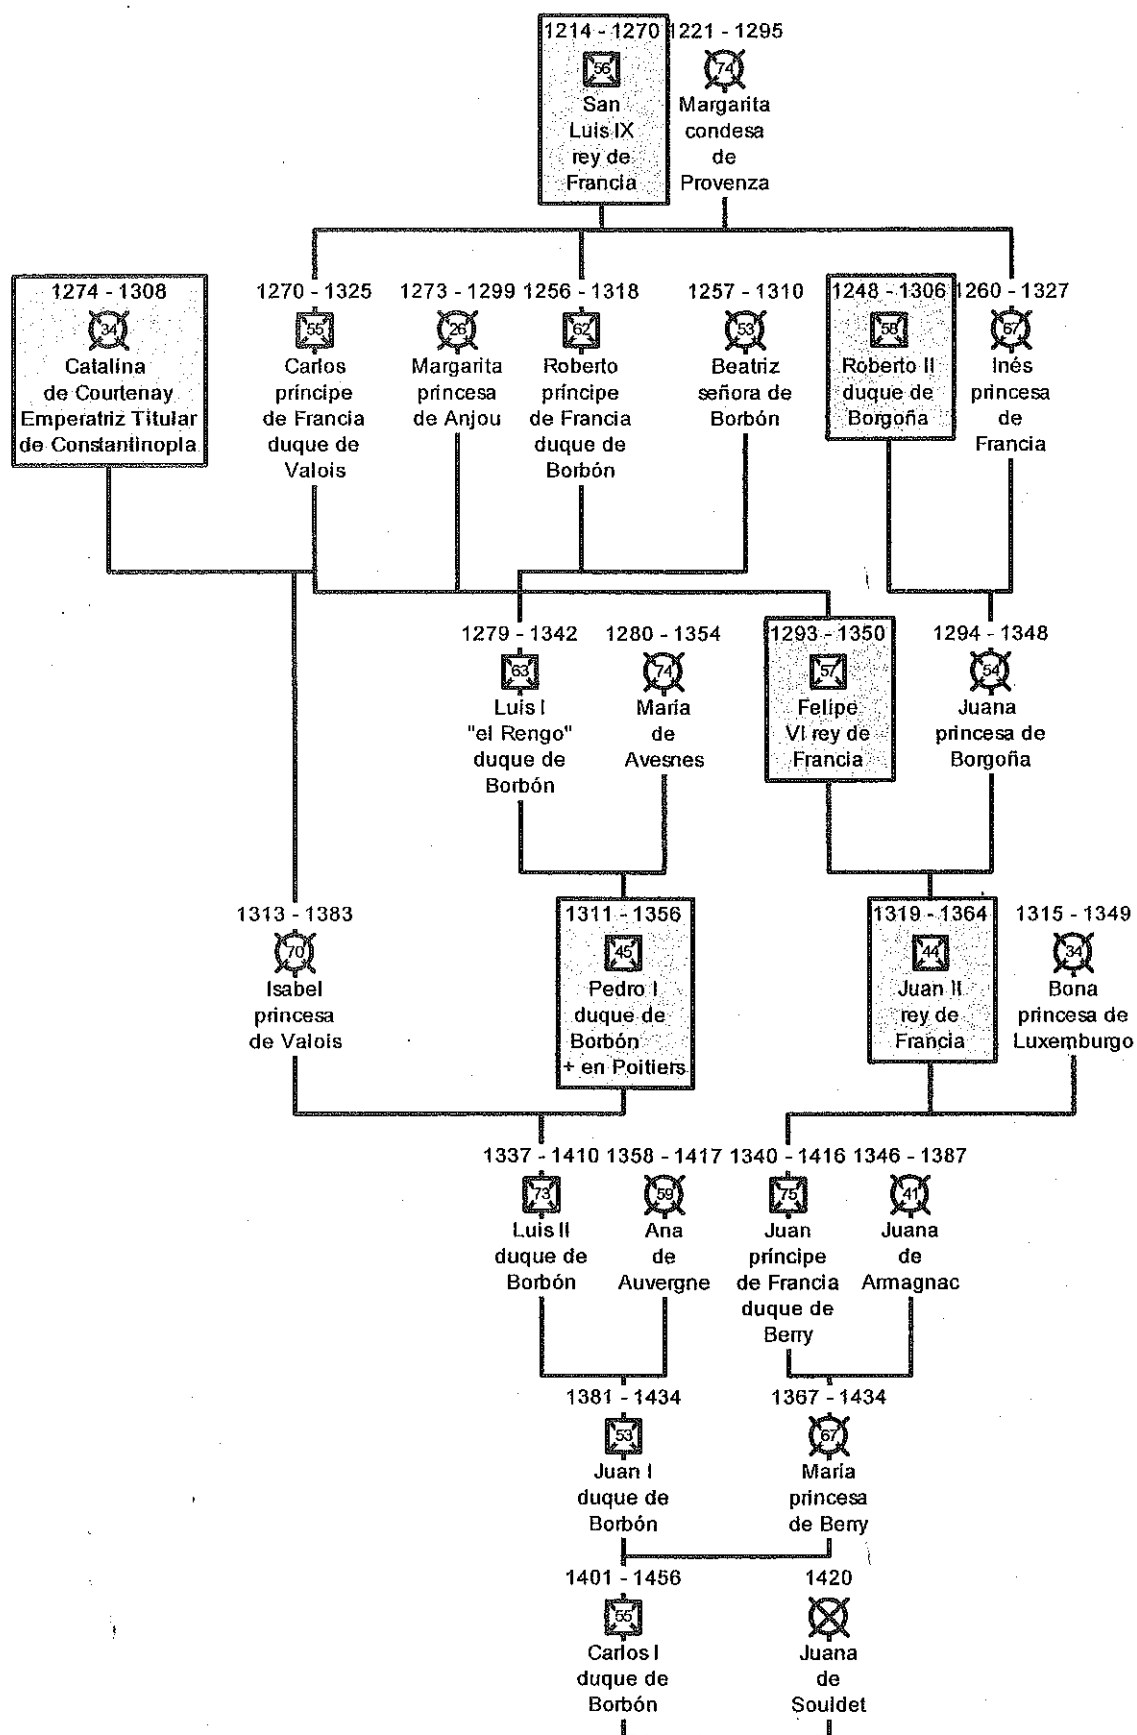 1214 - 1270
56
San
Luis IX
rey de
Francia
1221 - 1295
74
Margarita
condesa
de
Provenza
1274 - 1308
34
Catalina
de Courtenay
Emperatriz Titular
de Constantinopla
1270 - 1325
55
Carlos
príncipe
de Francia
duque de
Valois
1273 - 1299
26
Margarita
princesa
de Anjou
1256 - 1318
62
Roberto
príncipe
de Francia
duque de
Borbón
1257 - 1310
53
Beatriz
señora de
Borbón
1248 - 1306
58
Roberto II
duque de
Borgoña
1260 - 1327
67
Inés
princesa
de
Francia
1279 - 1342
63
Luis I
"el Rengo"
duque de
Borbón
1280 - 1354
74
María
de
Avesnes
1293 - 1350
57
Felipe
VI rey de
Francia
1294 - 1348
54
Juana
princesa de
Borgoña
1313 - 1383
70
Isabel
princesa
de Valois
1311 - 1356
45
Pedro I
duque de
Borbón
+ en Poitiers
1319 - 1364
44
Juan II
rey de
Francia
1315 - 1349
34
Bona
princesa de
Luxemburgo
1337 - 1410
73
Luis II
duque de
Borbón
1358 - 1417
59
Ana
de
Auvergne
1340 - 1416
75
Juan
príncipe
de Francia
duque de
Berry
1346 - 1387
41
Juana
de
Armagnac
1381 - 1434
53
Juan I
duque de
Borbón
1367 - 1434
67
María
princesa
de Berry
1401 - 1456
55
Carlos I
duque de
Borbón
1420
Juana
de
Souldet